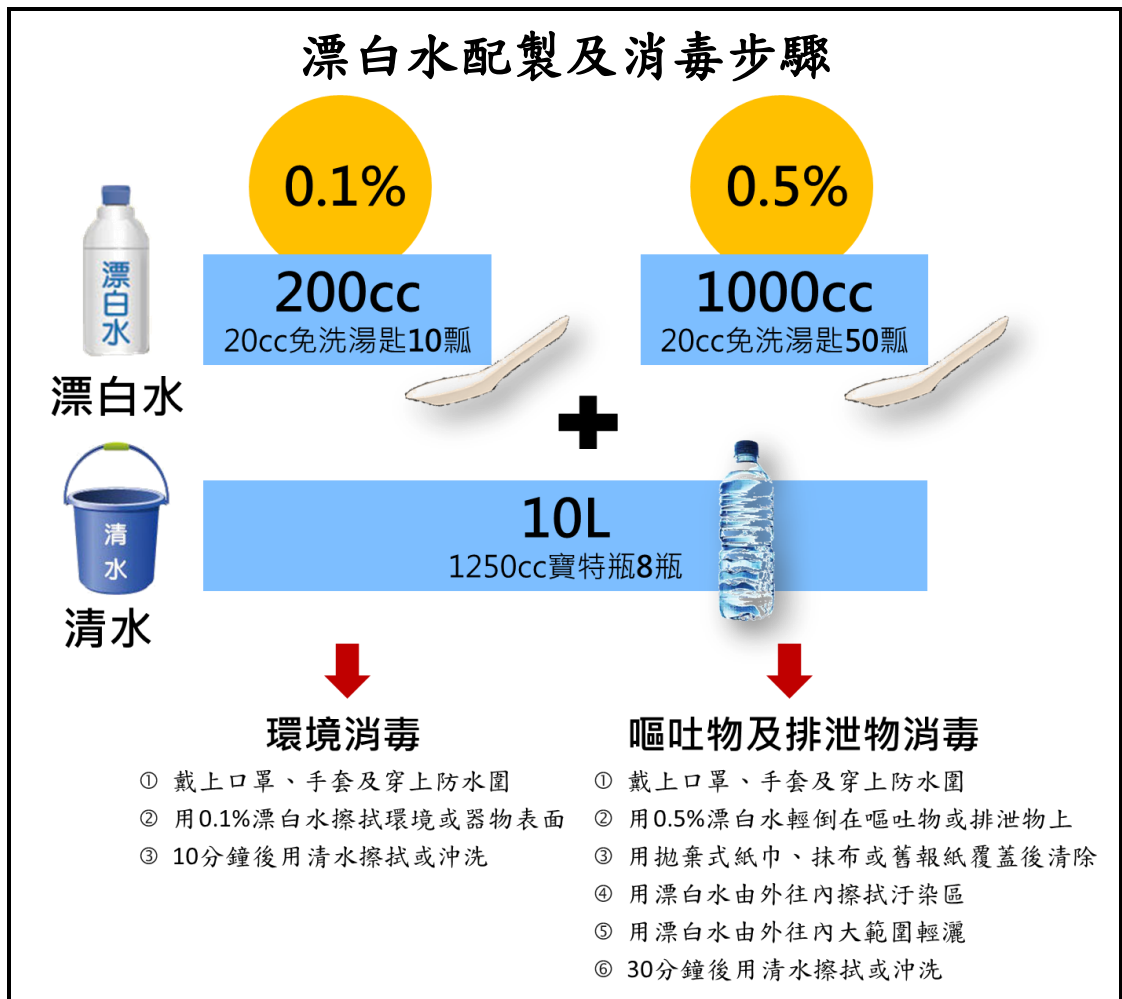 漂白水配製及消毒步驟
0.1%
0.5%
漂白水
200cc
20cc免洗湯匙10瓢
1000cc
20cc免洗湯匙50瓢
漂白水
清水
10L
1250cc寶特瓶8瓶
清水
環境消毒
① 戴上口罩、手套及穿上防水圍
② 用0.1%漂白水擦拭環境或器物表面
③ 10分鐘後用清水擦拭或沖洗
嘔吐物及排泄物消毒
① 戴上口罩、手套及穿上防水圍
② 用0.5%漂白水輕倒在嘔吐物或排泄物上
③ 用拋棄式紙巾、抹布或舊報紙覆蓋後清除
④ 用漂白水由外往內擦拭汙染區
⑤ 用漂白水由外往內大範圍輕灑
⑥ 30分鐘後用清水擦拭或沖洗